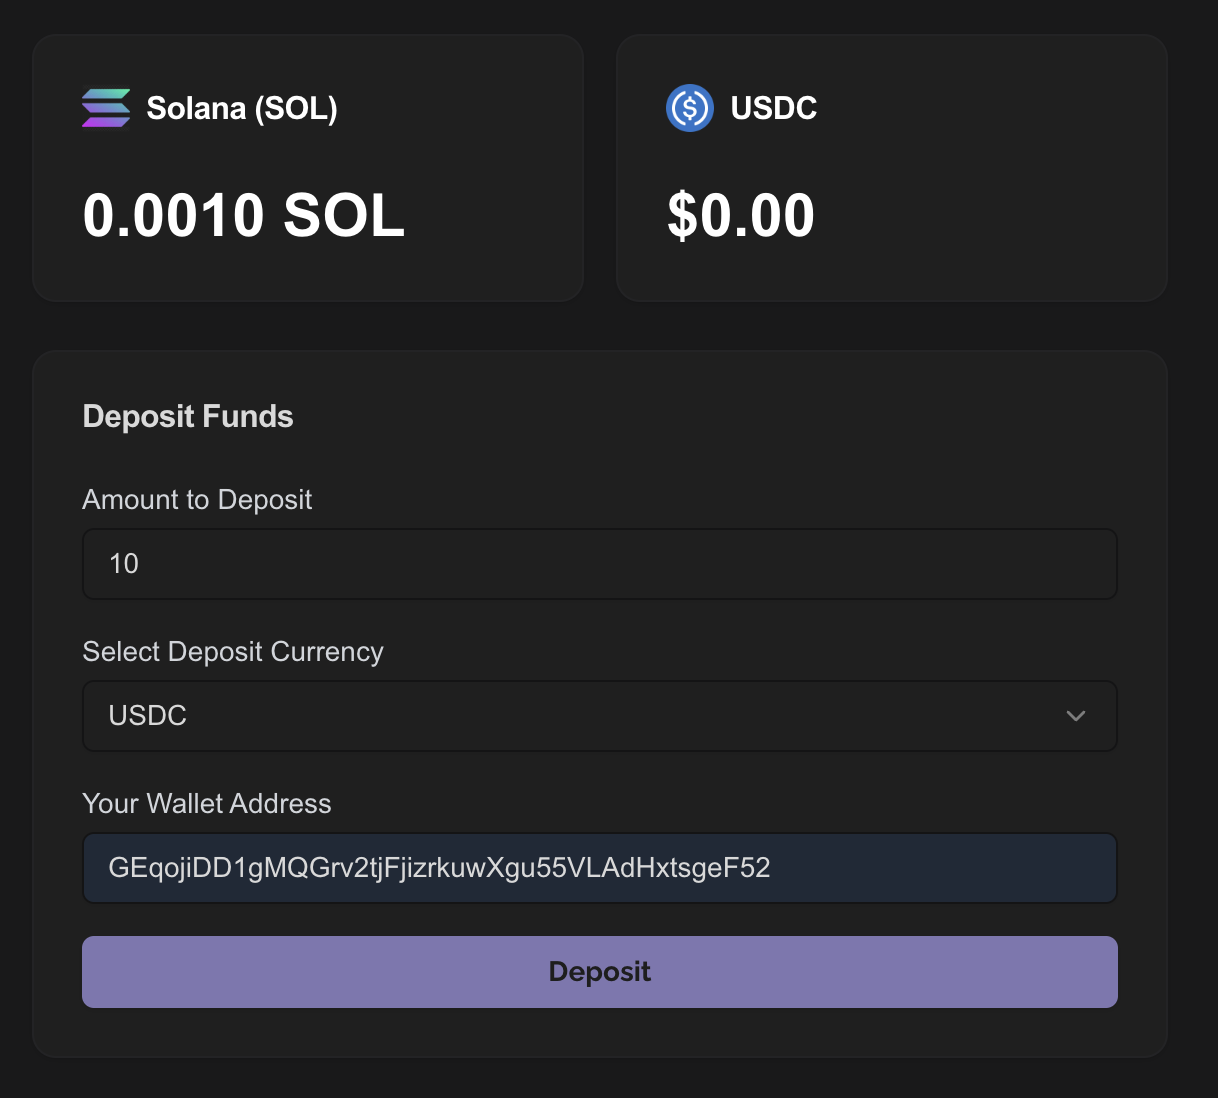 Solana (SOL)
0.0010 SOL
USDC
$0.00
Deposit Funds
Amount to Deposit
10
Select Deposit Currency
USDC
Your Wallet Address
GEqojiDD1gMQGrv2tjFjizrkuwXgu55VLAdHxtsgeF52
Deposit